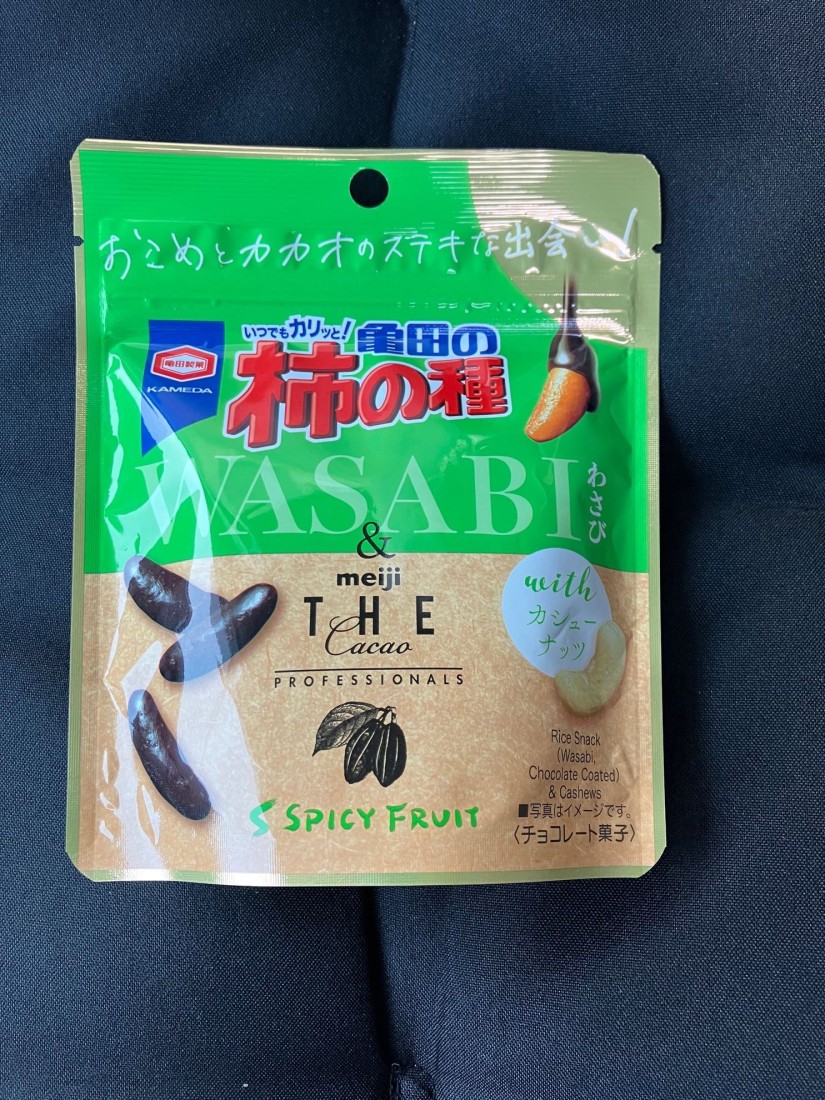 おこめとカカオのステキな出会い!
いつでもカリッと!
亀田の
柿の種
亀田製菓
KAMEDA
WASABI
わさび
&
meiji
THE
Cacao
PROFESSIONALS
with
カシュー
ナッツ
SPICY FRUIT
Rice Snack
(Wasabi,
Chocolate Coated)
& Cashews
■写真はイメージです。
〈チョコレート菓子〉